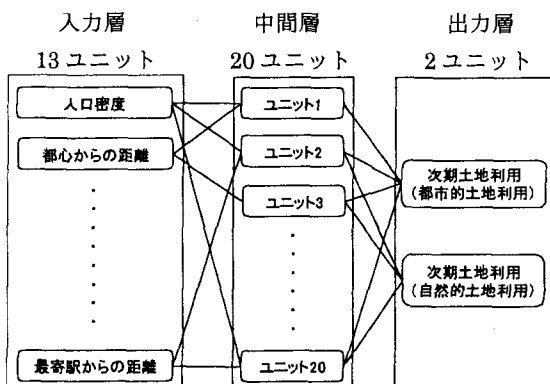 入力層
13ユニット
人口密度
都心からの距離
最寄駅からの距離
中間層
20ユニット
ユニット1
ユニット2
ユニット3
ユニット20
出力層
2ユニット
次期土地利用
(都市的土地利用)
次期土地利用
(自然的土地利用)